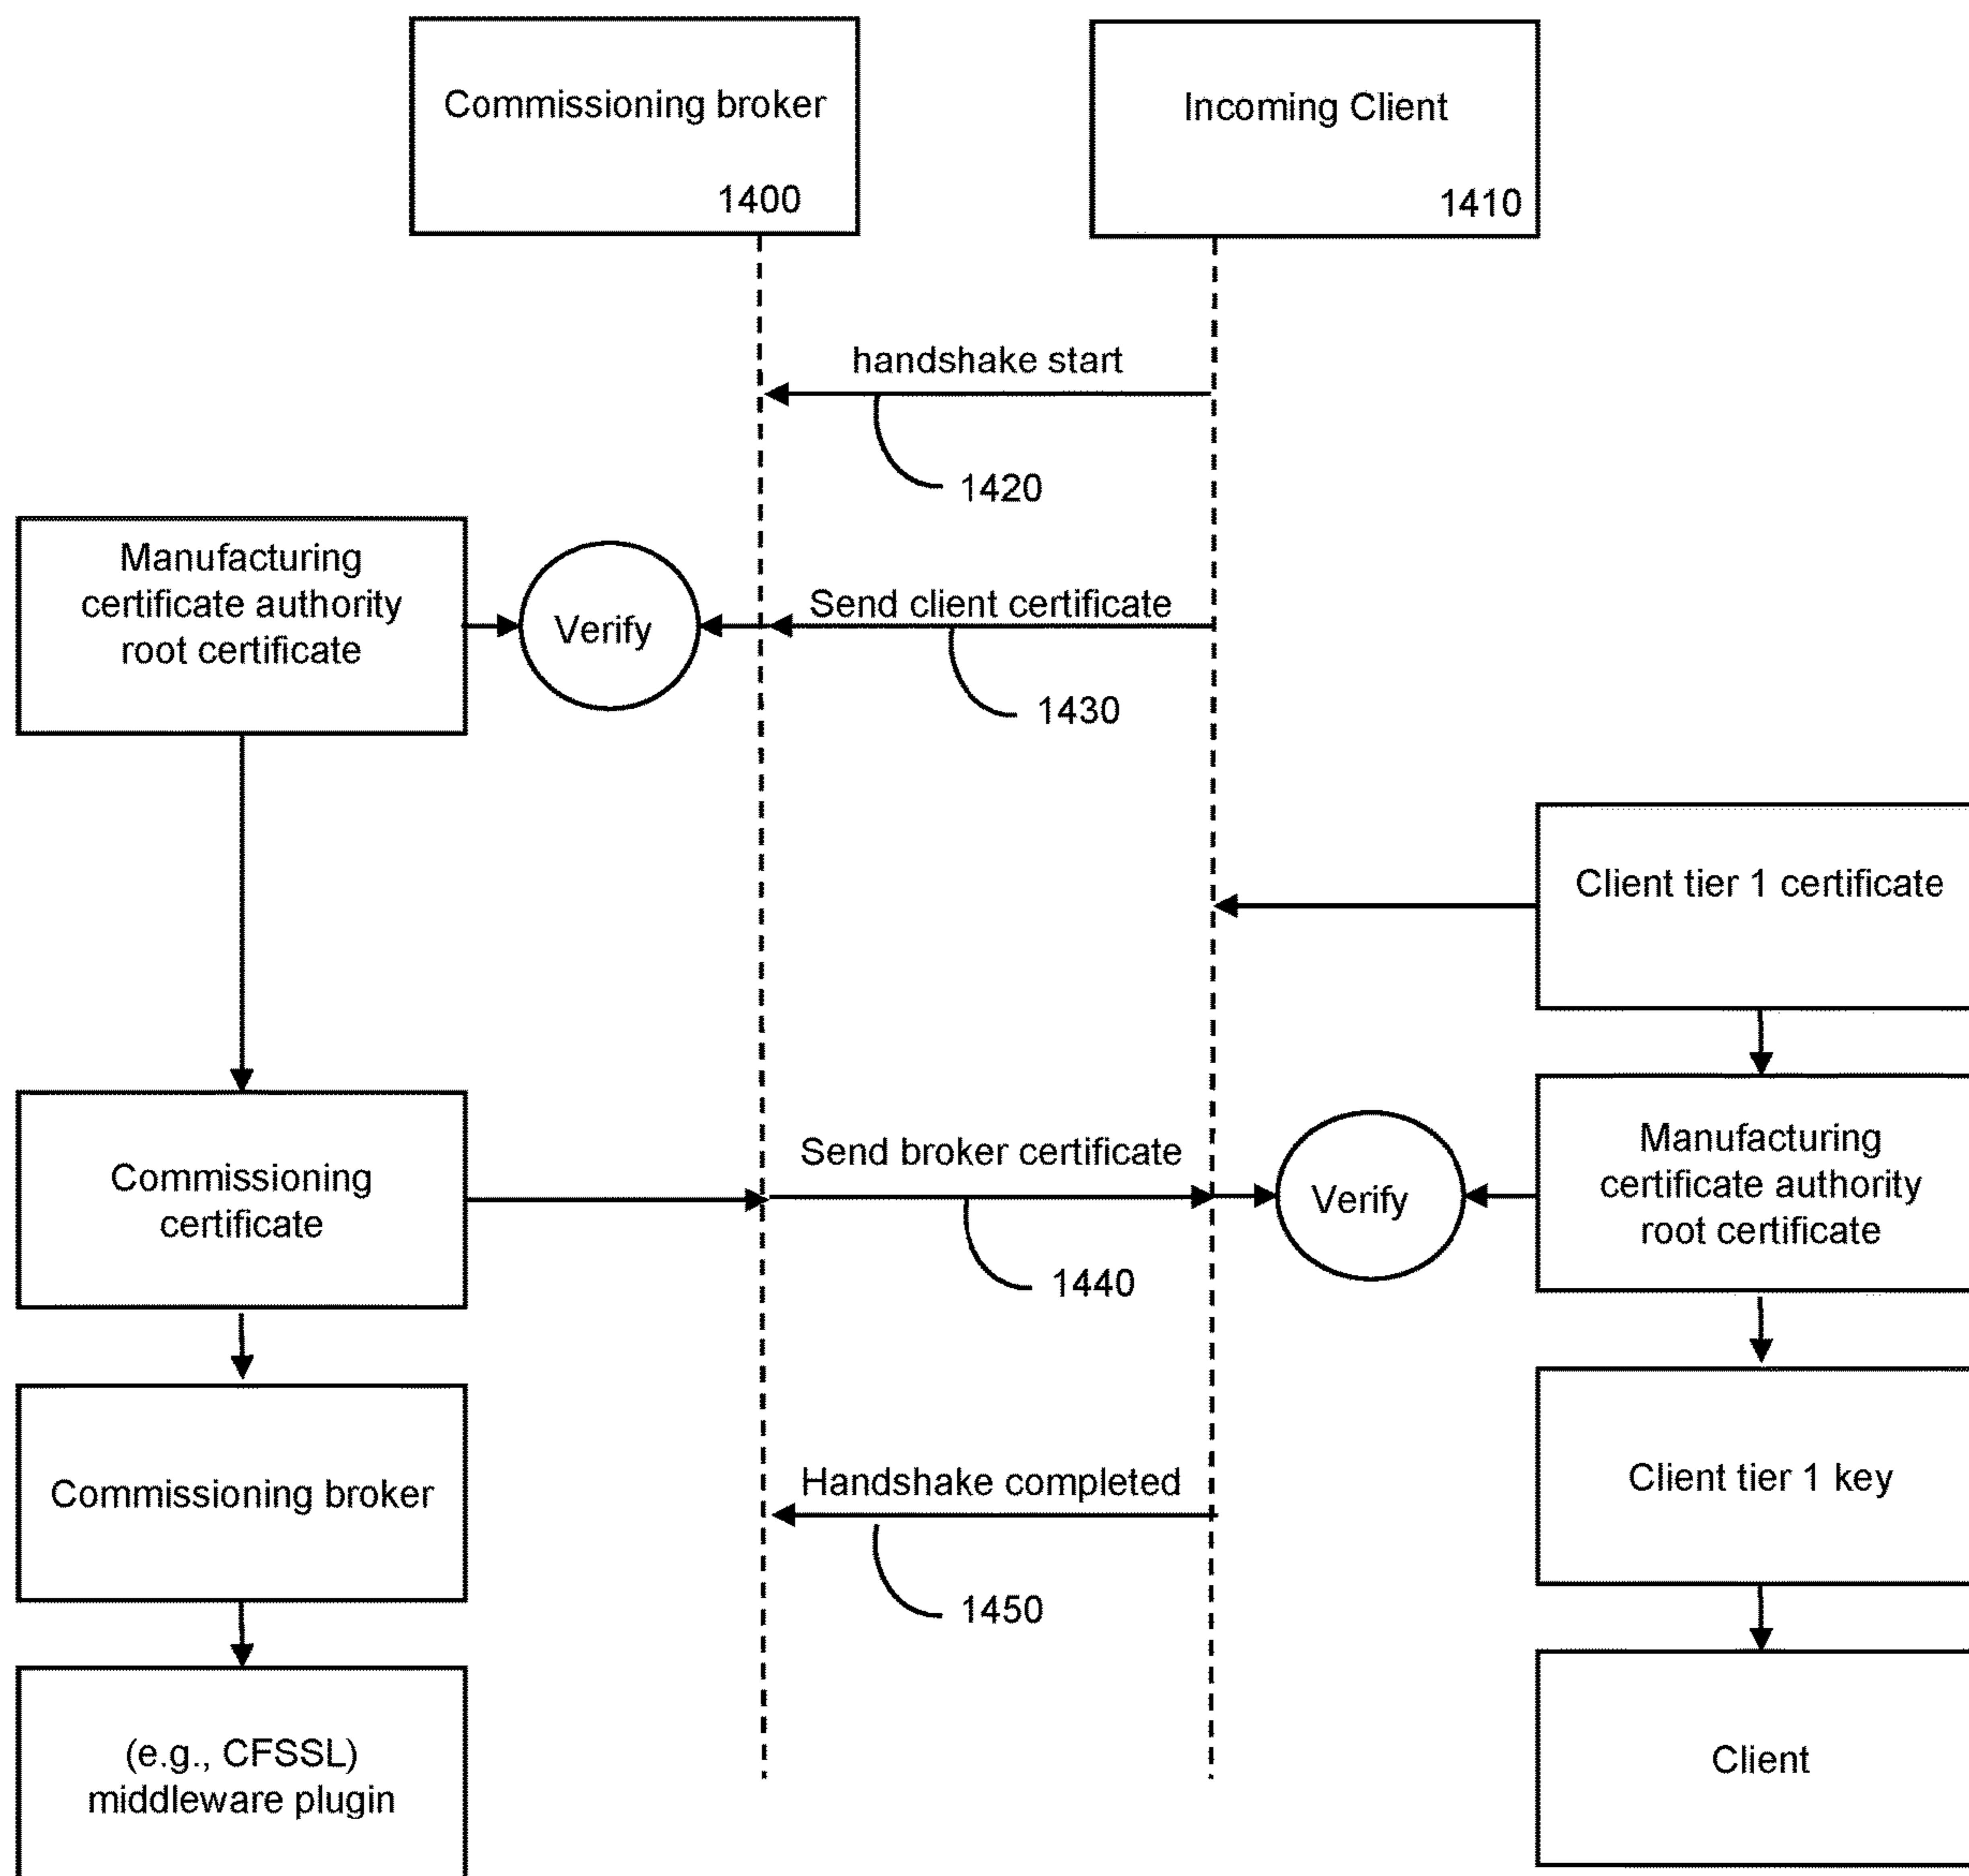 Commissioning broker
1400
Incoming Client
1410
handshake start
1420
Manufacturing
certificate authority
root certificate
Verify
Send client certificate
1430
Client tier 1 certificate
Commissioning
certificate
Send broker certificate
1440
Verify
Manufacturing
certificate authority
root certificate
Commissioning broker
Handshake completed
1450
Client tier 1 key
(e.g., CFSSL)
middleware plugin
Client